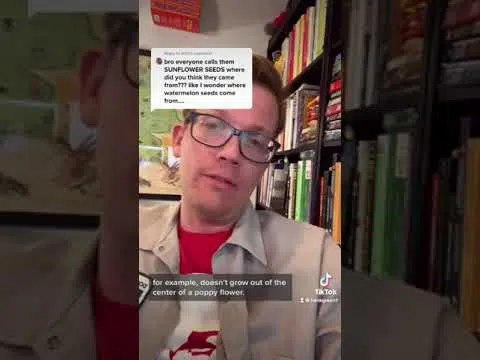 bro everyone calls them
SUNFLOWER SEEDS where
did you think they came
from??? like I wonder where
watermelon seeds come
from....
for example, doesn't grow out of the
center of a poppy flower.
TikTok